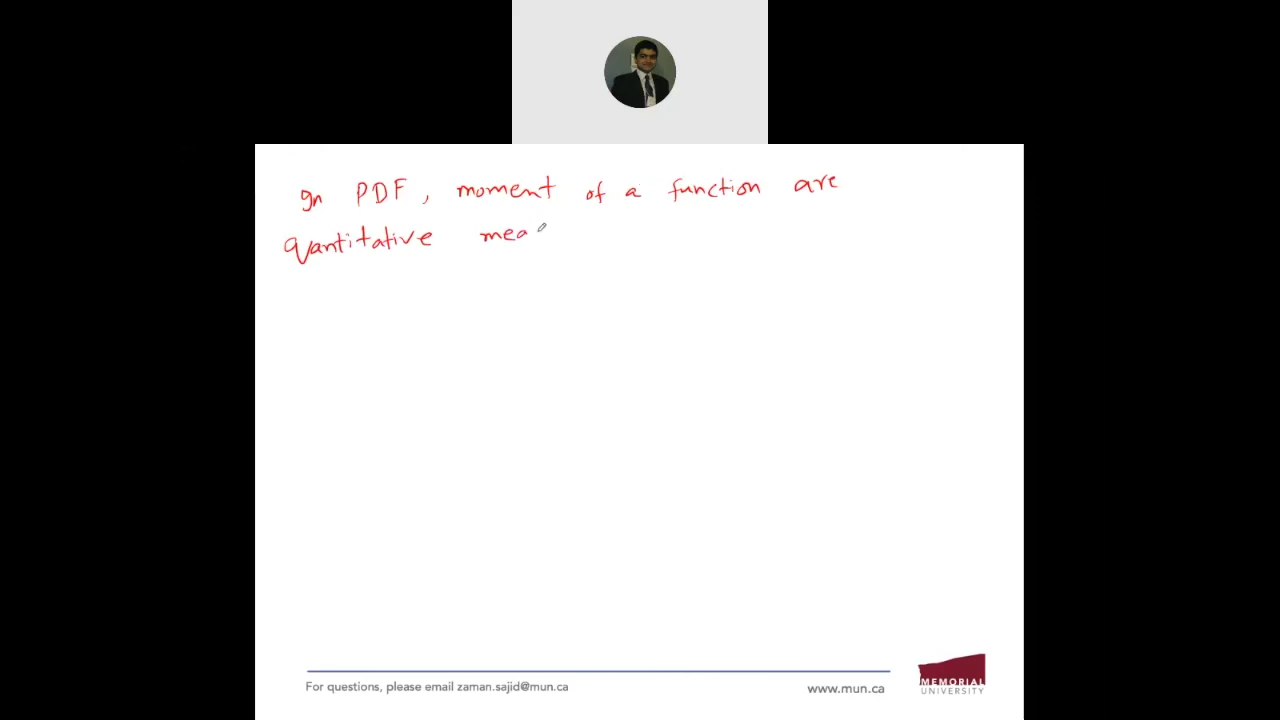 In PDF, moment of a function are
quantitative mea
For questions, please email zaman.sajid@mun.ca
www.mun.ca
MEMORIAL
UNIVERSITY